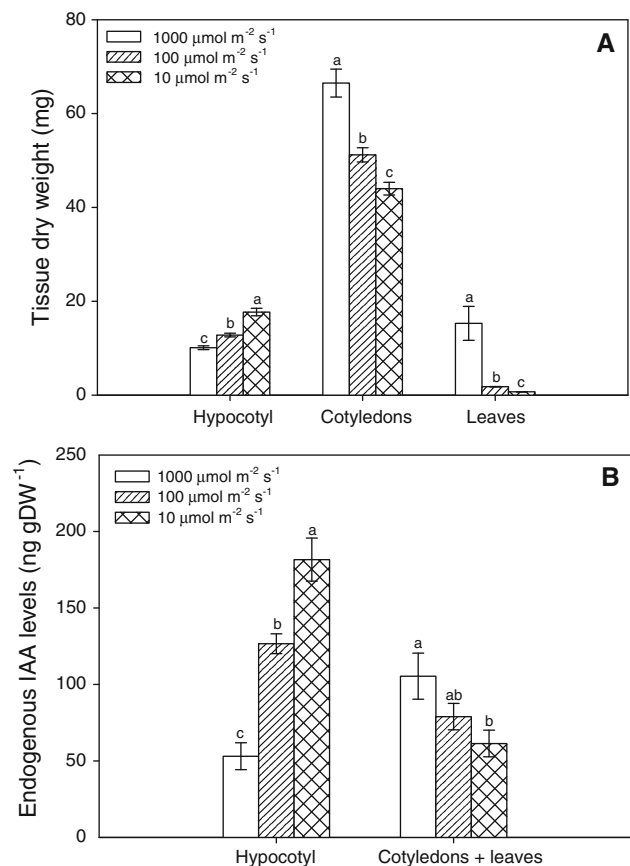 A
Tissue dry weight (mg)
80
60
40
20
0
1000 μmol m⁻² s⁻¹
100 μmol m⁻² s⁻¹
10 μmol m⁻² s⁻¹
c
b
a
a
b
c
a
b
c
Hypocotyl
Cotyledons
Leaves
B
Endogenous IAA levels (ng gDW⁻¹)
250
200
150
100
50
0
1000 μmol m⁻² s⁻¹
100 μmol m⁻² s⁻¹
10 μmol m⁻² s⁻¹
c
b
a
a
ab
b
Hypocotyl
Cotyledons + leaves